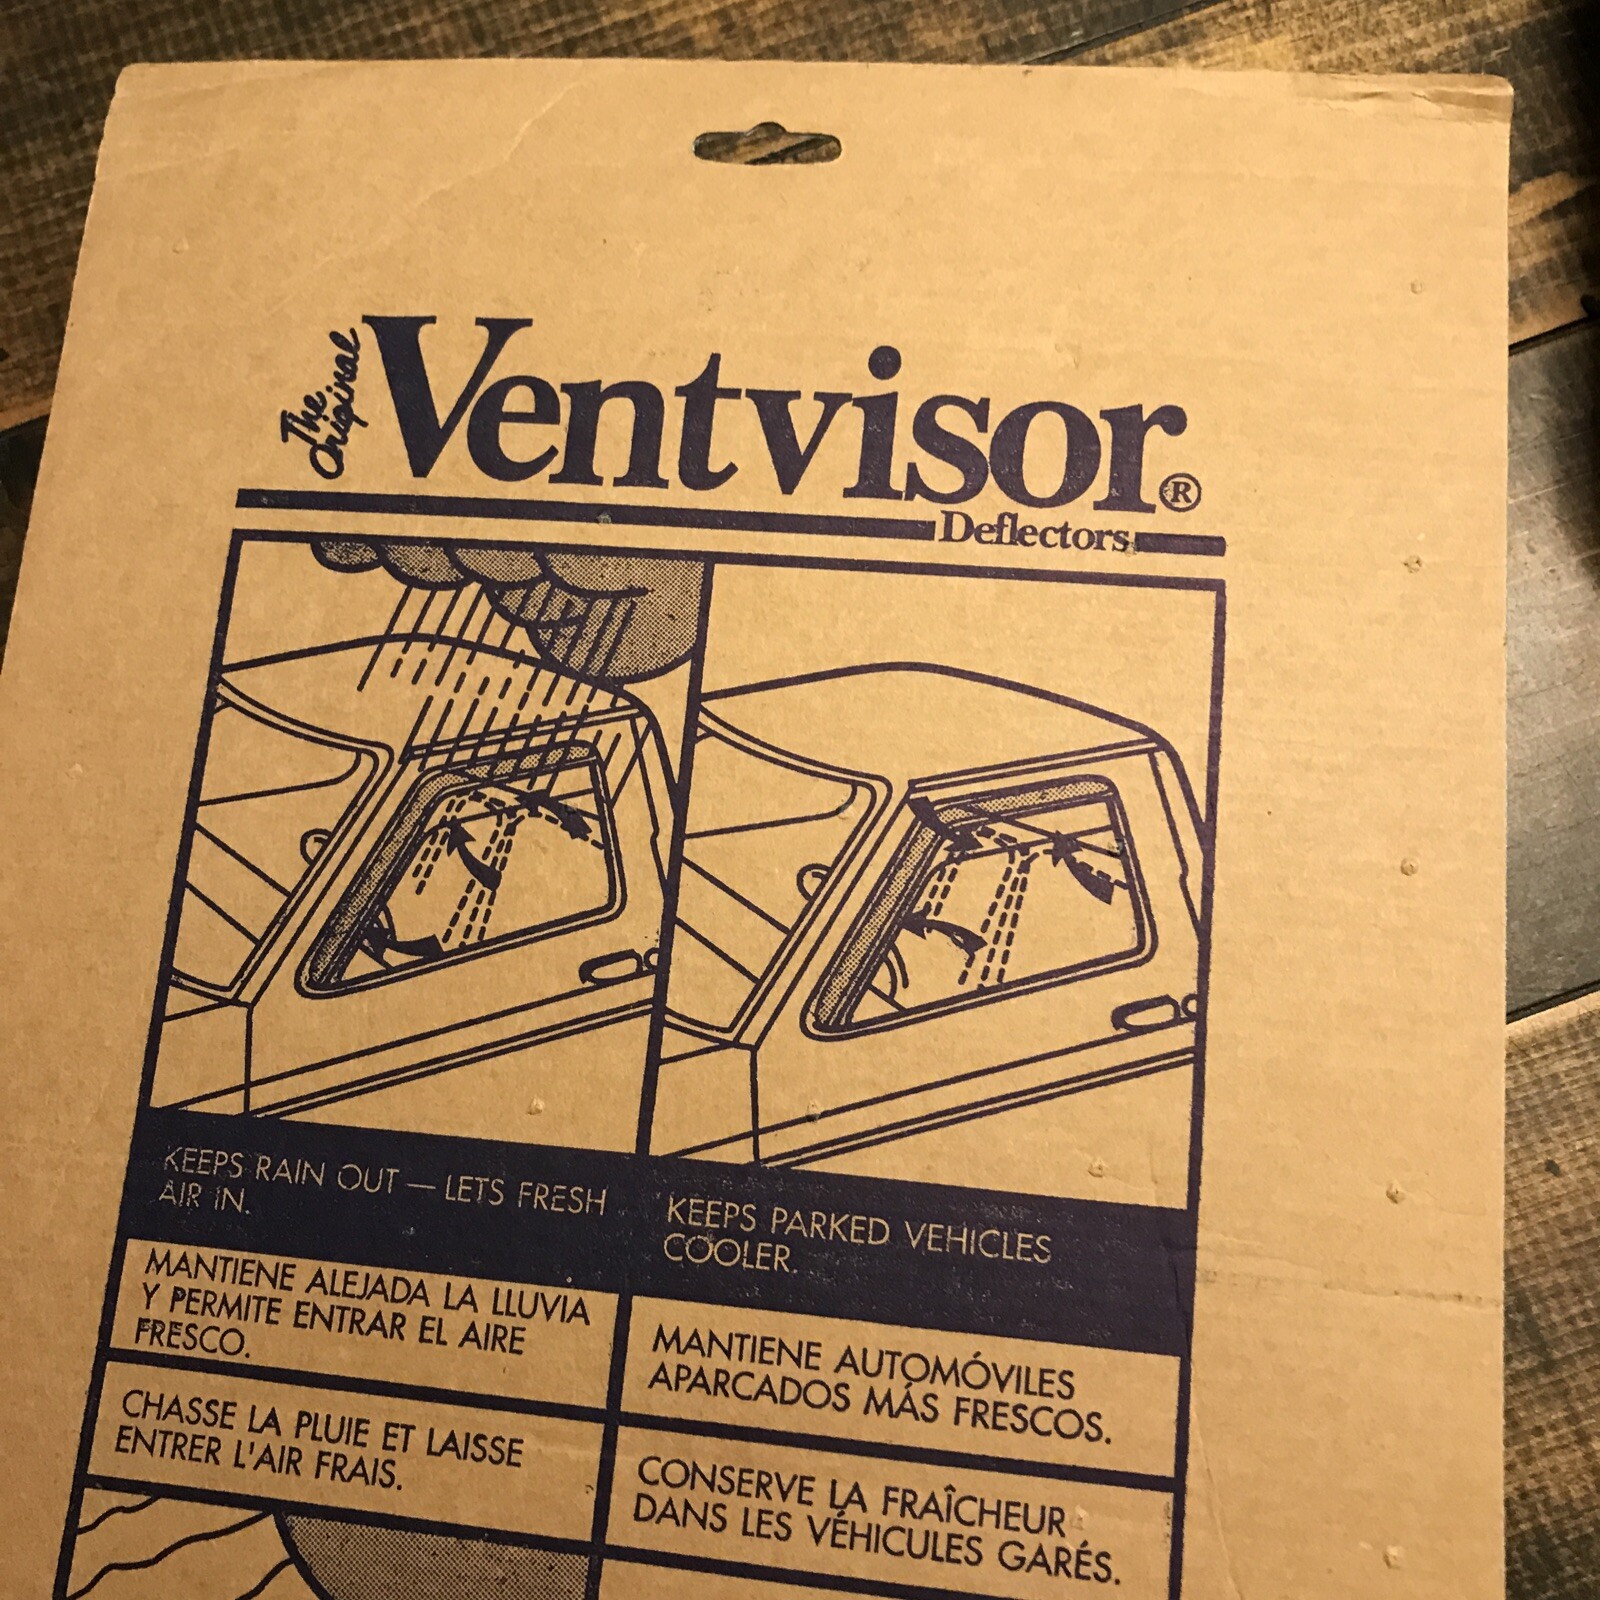 The Original
Ventvisor®
Deflectors
KEEPS RAIN OUT — LETS FRESH
AIR IN.
MANTIENE ALEJADA LA LLUVIA
Y PERMITE ENTRAR EL AIRE
FRESCO.
CHASSE LA PLUIE ET LAISSE
ENTRER L'AIR FRAIS.
KEEPS PARKED VEHICLES
COOLER.
MANTIENE AUTOMÓVILES
APARCADOS MÁS FRESCOS.
CONSERVE LA FRAÎCHEUR
DANS LES VÉHICULES GARÉS.